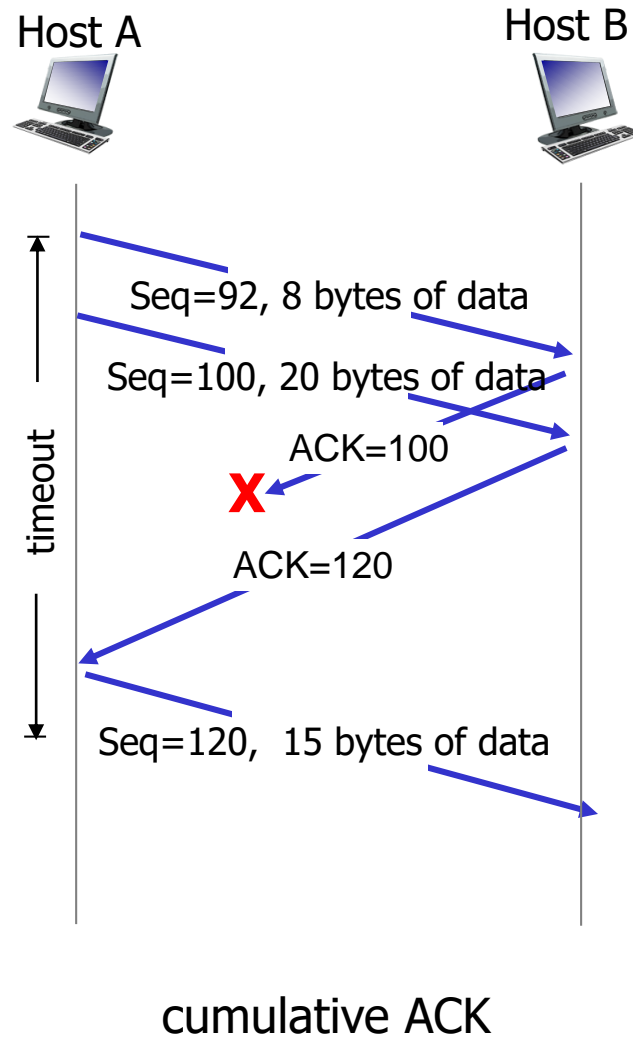 Host A
Host B
Seq=92, 8 bytes of data
Seq=100, 20 bytes of data
ACK=100
X
timeout
ACK=120
Seq=120, 15 bytes of data
cumulative ACK